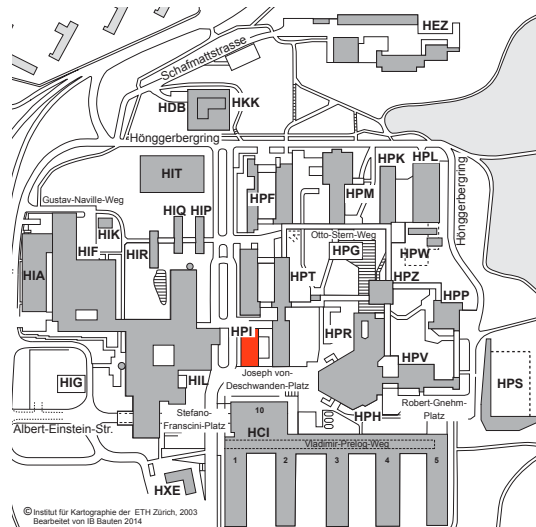 HEZ
Schafmattstrasse
HDB
HKK
Hönggerbergring
HIT
HPF
HPM
HPK
HPL
Hönggerbergring
Gustav-Naville-Weg
HIK
HIQ
HIP
HIF
HIR
Otto-Stern-Weg
HPG
HPW
HIA
HPT
HPZ
HPP
HPI
HPR
HPV
HIG
HIL
Joseph von-
Deschwanden-Platz
HPS
Stefano-
Franscini-Platz
Robert-Gnehm-
Platz
HPH
Albert-Einstein-Str.
10
HCI
Vladimir-Prelog-Weg
1
2
3
4
5
HXE
© Institut für Kartographie der ETH Zürich, 2003
Bearbeitet von IB Bauten 2014